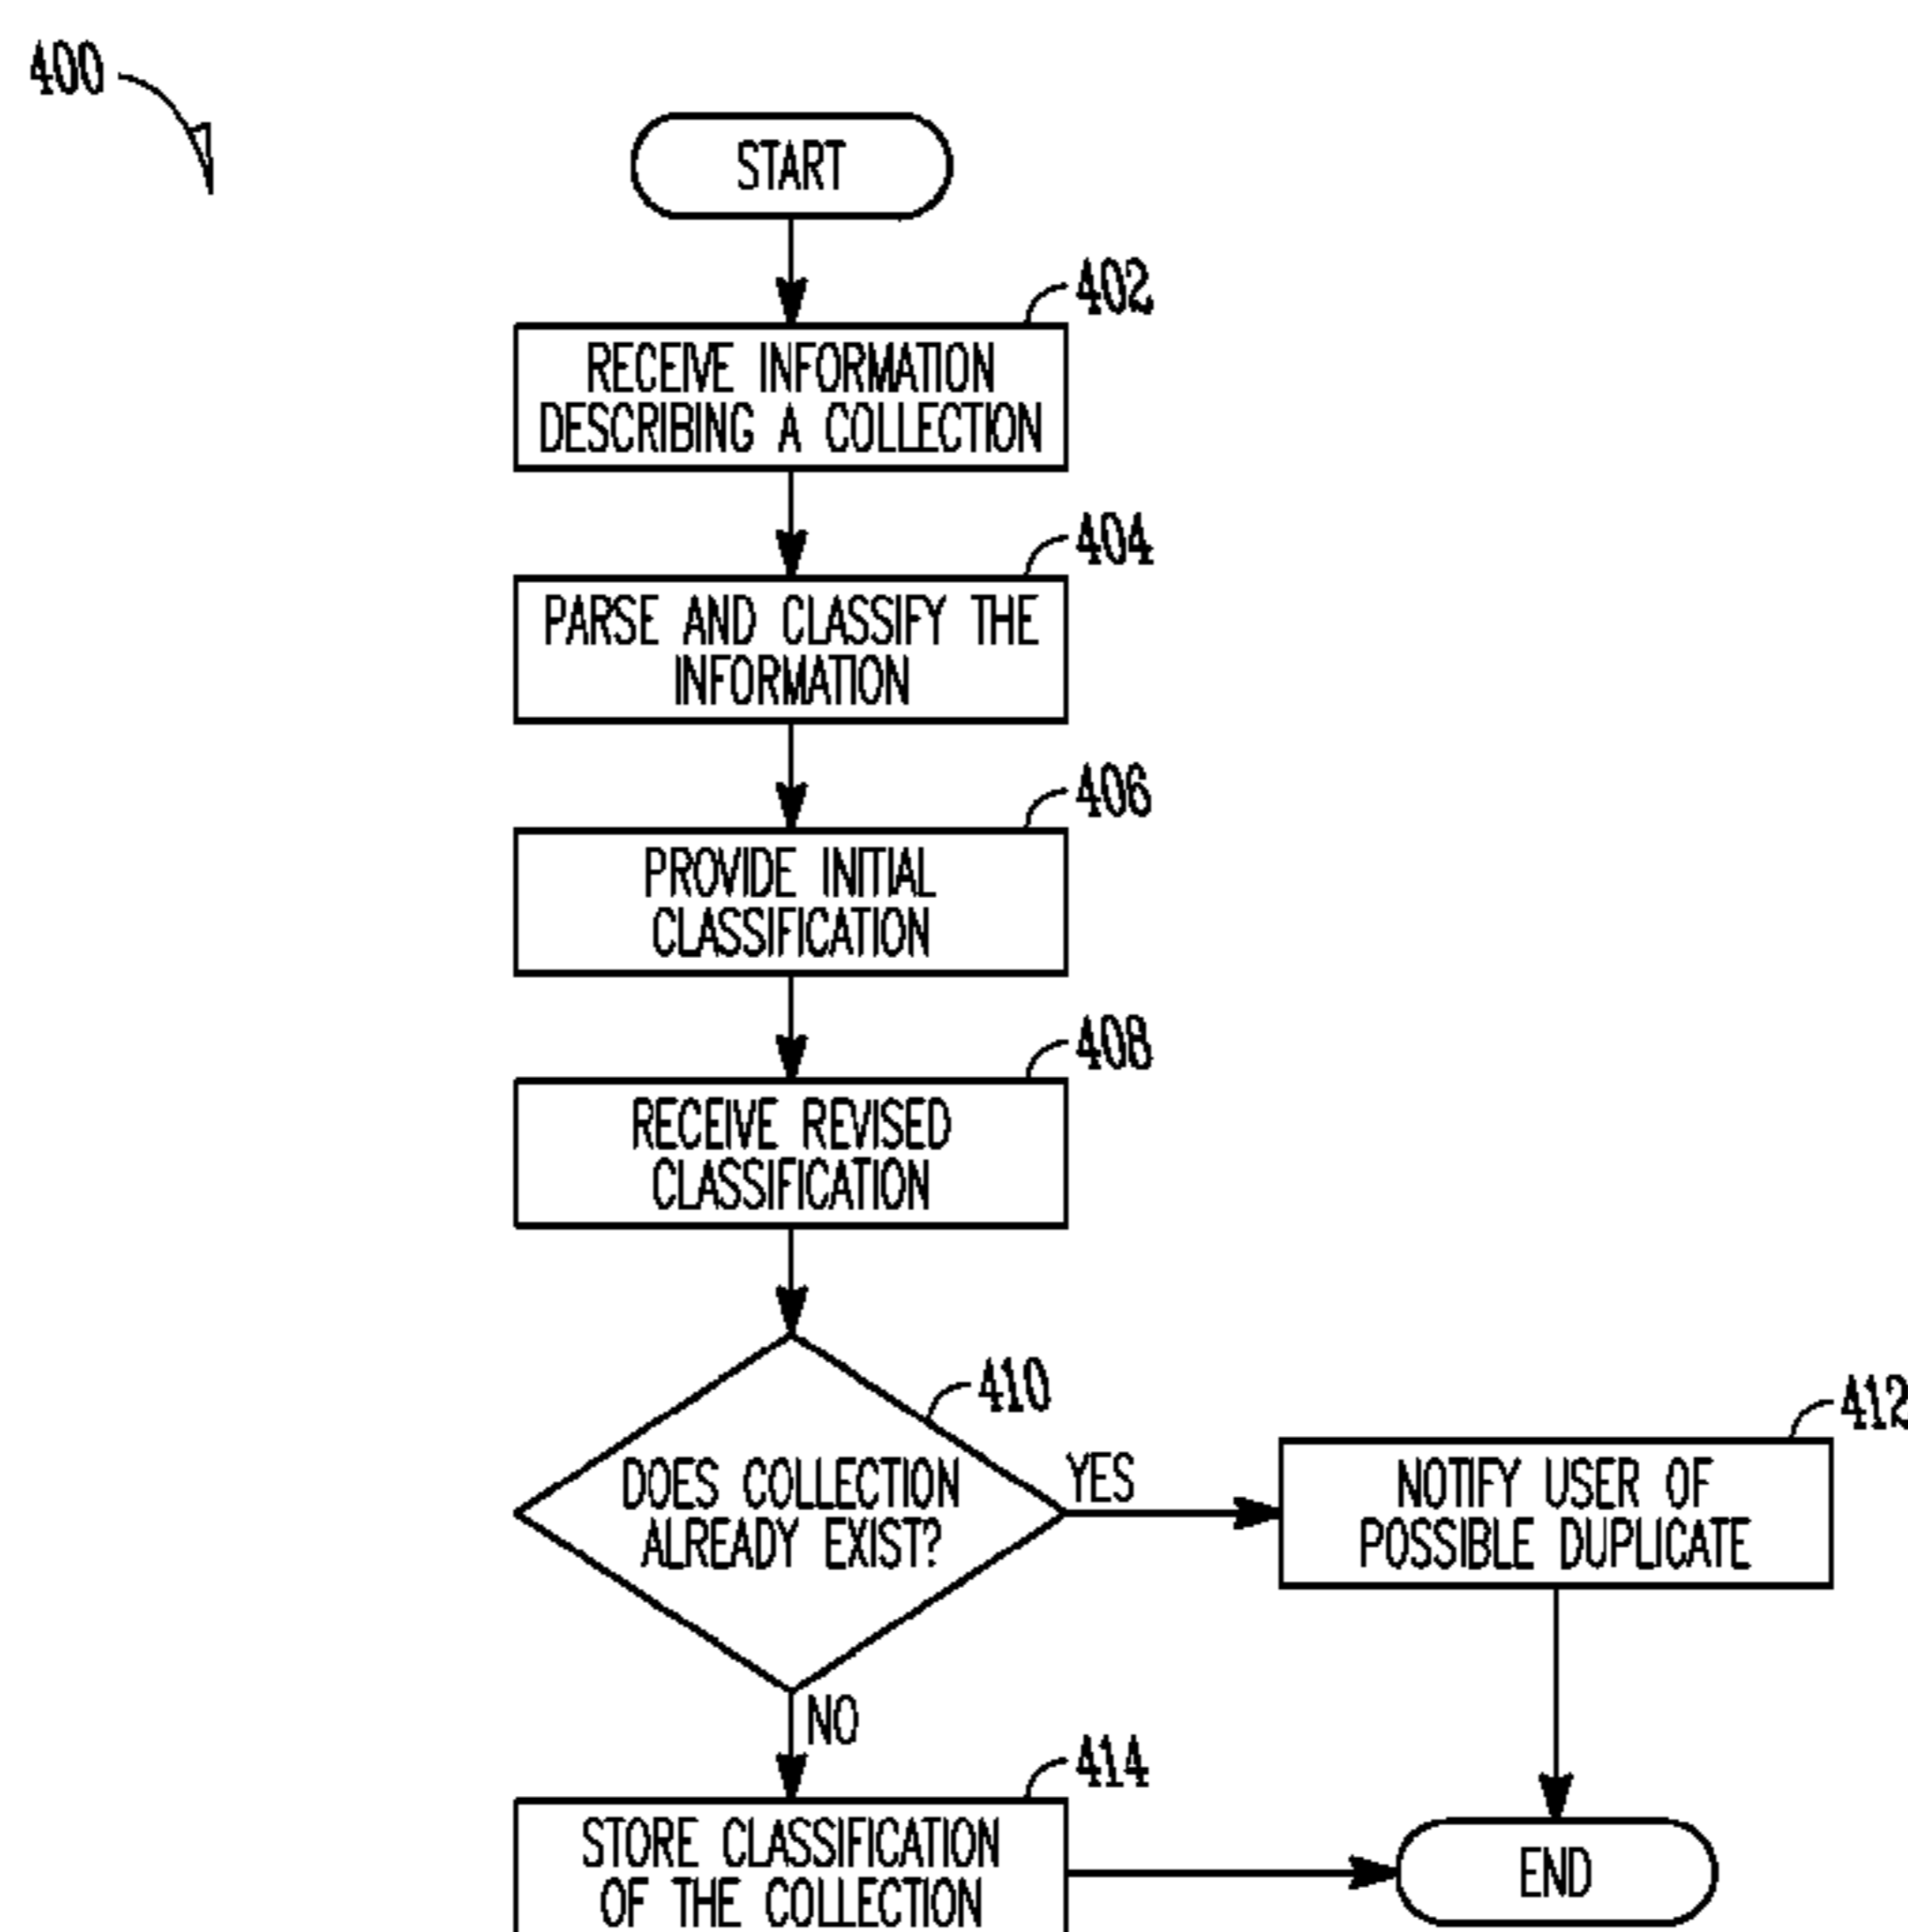 400
START
402
RECEIVE INFORMATION
DESCRIBING A COLLECTION
404
PARSE AND CLASSIFY THE
INFORMATION
406
PROVIDE INITIAL
CLASSIFICATION
408
RECEIVE REVISED
CLASSIFICATION
410
DOES COLLECTION
ALREADY EXIST?
YES
412
NOTIFY USER OF
POSSIBLE DUPLICATE
NO
414
STORE CLASSIFICATION
OF THE COLLECTION
END